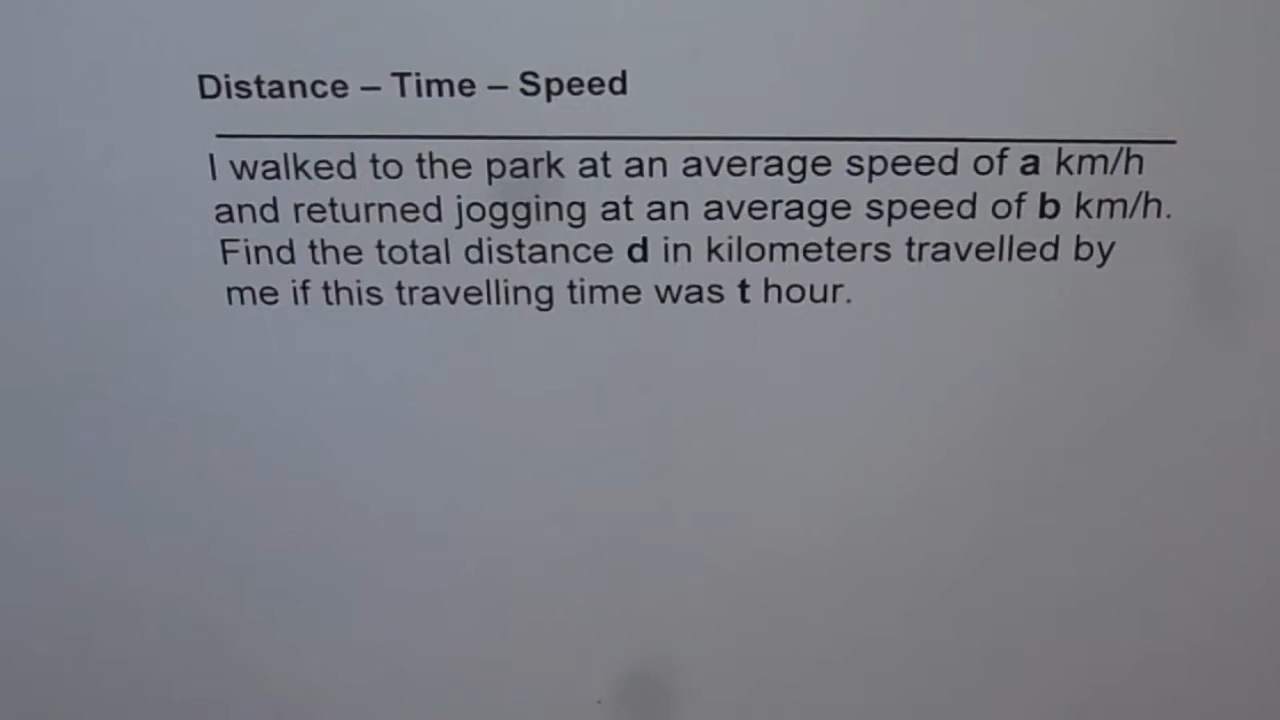 Distance – Time – Speed
I walked to the park at an average speed of a km/h
and returned jogging at an average speed of b km/h.
Find the total distance d in kilometers travelled by
me if this travelling time was t hour.